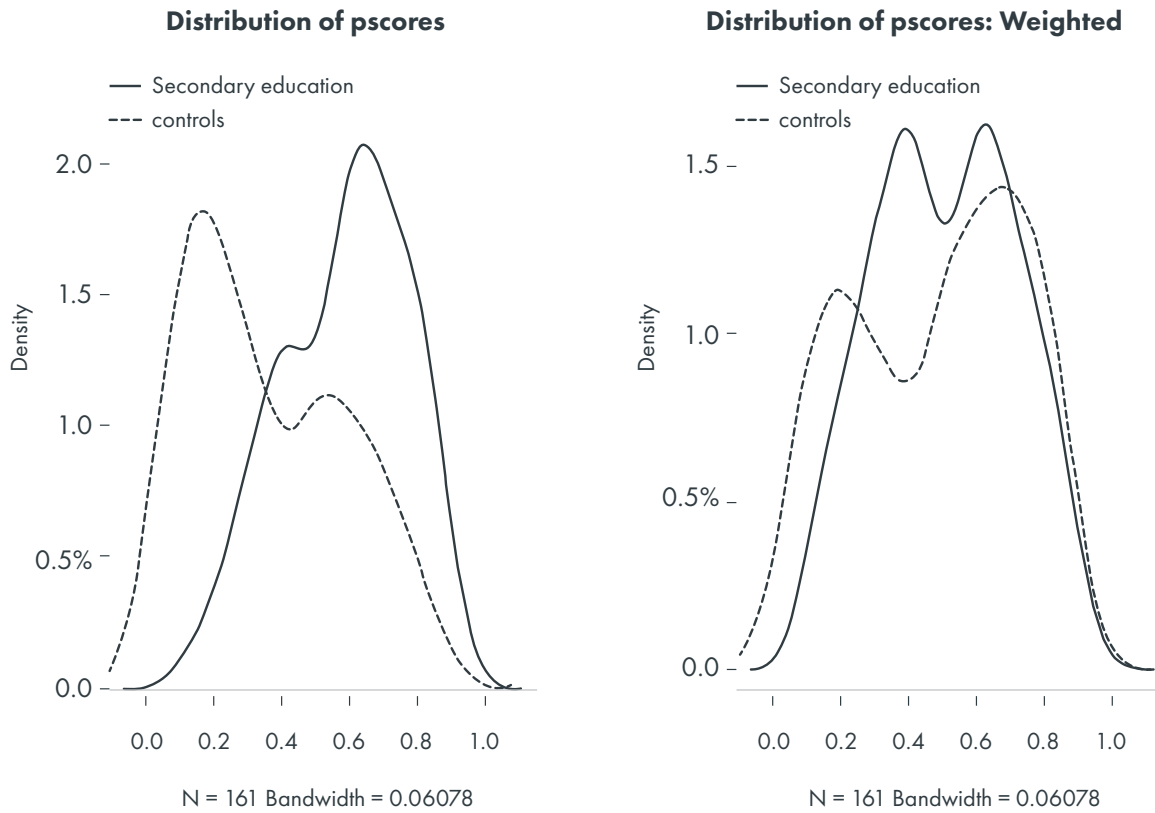 Distribution of pscores
Secondary education
controls
2.0
1.5
1.0
0.5%
0.0
Density
0.0 0.2 0.4 0.6 0.8 1.0
N = 161 Bandwidth = 0.06078
Distribution of pscores: Weighted
Secondary education
controls
1.5
1.0
0.5%
0.0
Density
0.0 0.2 0.4 0.6 0.8 1.0
N = 161 Bandwidth = 0.06078